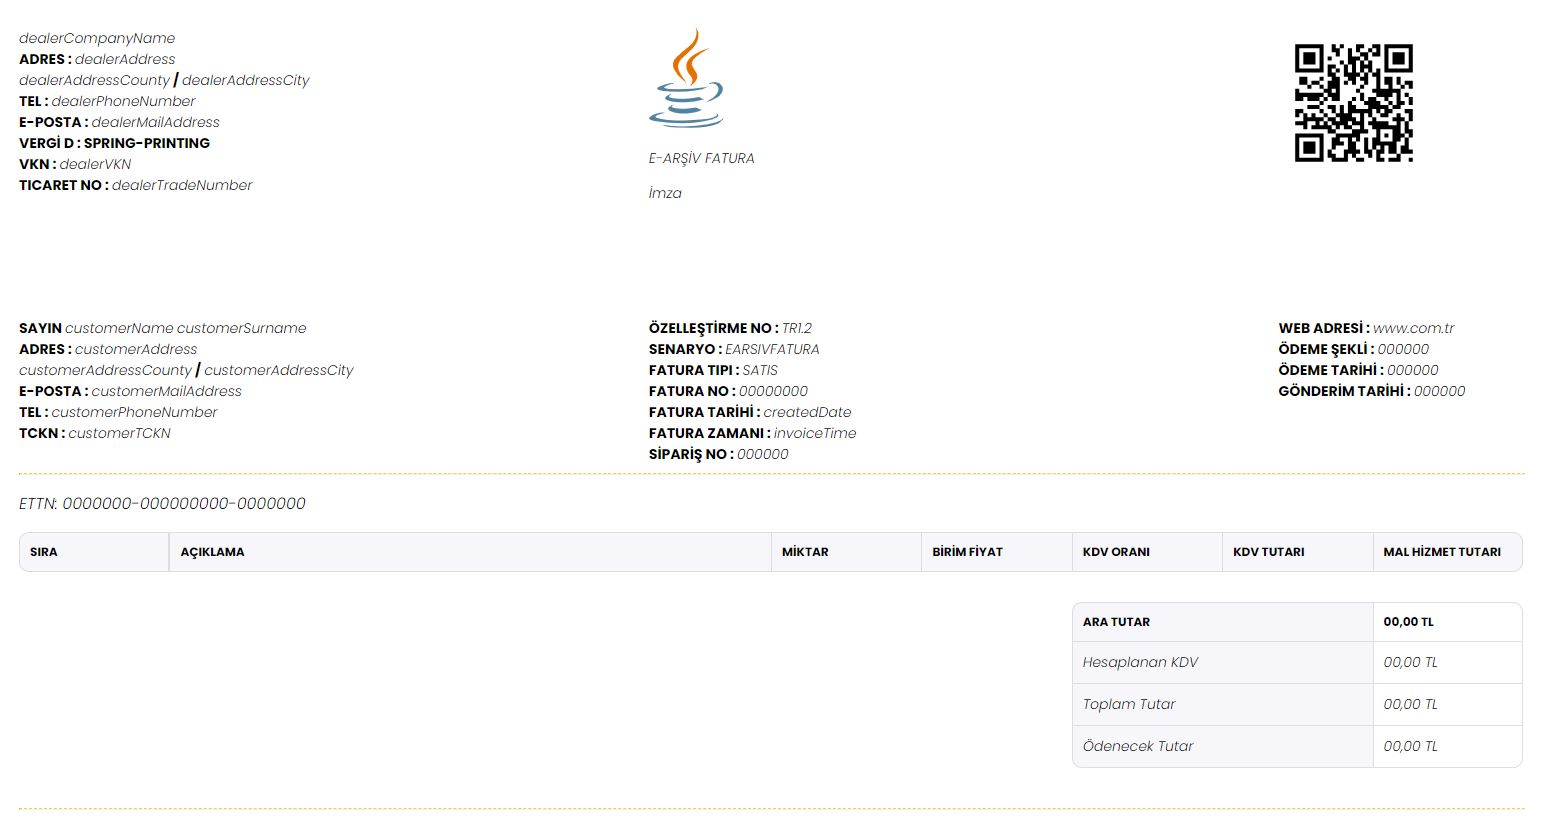 dealerCompanyName
ADRES : dealerAddress
dealerAddressCounty / dealerAddressCity
TEL : dealerPhoneNumber
E-POSTA : dealerMailAddress
VERGİ D : SPRING-PRINTING
VKN : dealerVKN
TICARET NO : dealerTradeNumber
E-ARŞİV FATURA
İmza
SAYIN customerName customerSurname
ADRES : customerAddress
customerAddressCounty / customerAddressCity
E-POSTA : customerMailAddress
TEL : customerPhoneNumber
TCKN : customerTCKN
ÖZELLEŞTİRME NO : TR1.2
SENARYO : EARSIVFATURA
FATURA TIPI : SATIS
FATURA NO : 00000000
FATURA TARİHİ : createdDate
FATURA ZAMANI : invoiceTime
SİPARİŞ NO : 000000
WEB ADRESİ : www.com.tr
ÖDEME ŞEKLİ : 000000
ÖDEME TARİHİ : 000000
GÖNDERİM TARİHİ : 000000
ETTN: 0000000-000000000-0000000
SIRA AÇIKLAMA MİKTAR BİRİM FİYAT KDV ORANI KDV TUTARI MAL HİZMET TUTARI
ARA TUTAR 00,00 TL
Hesaplanan KDV 00,00 TL
Toplam Tutar 00,00 TL
Ödenecek Tutar 00,00 TL